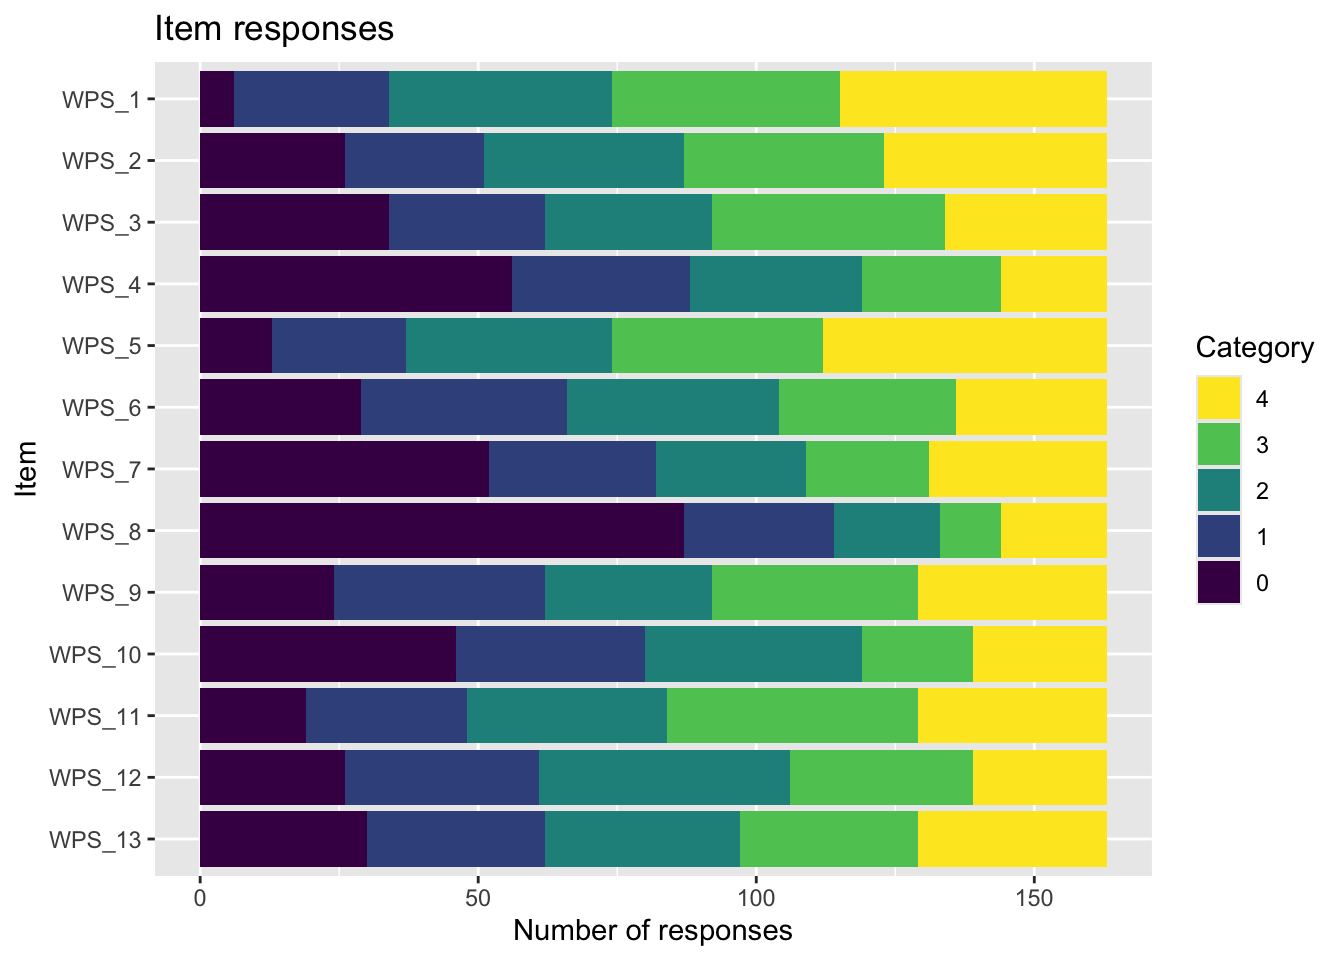 Item responses
WPS_1
WPS_2
WPS_3
WPS_4
WPS_5
WPS_6
WPS_7
WPS_8
WPS_9
WPS_10
WPS_11
WPS_12
WPS_13
Item
0 50 100 150
Number of responses
Category
4
3
2
1
0